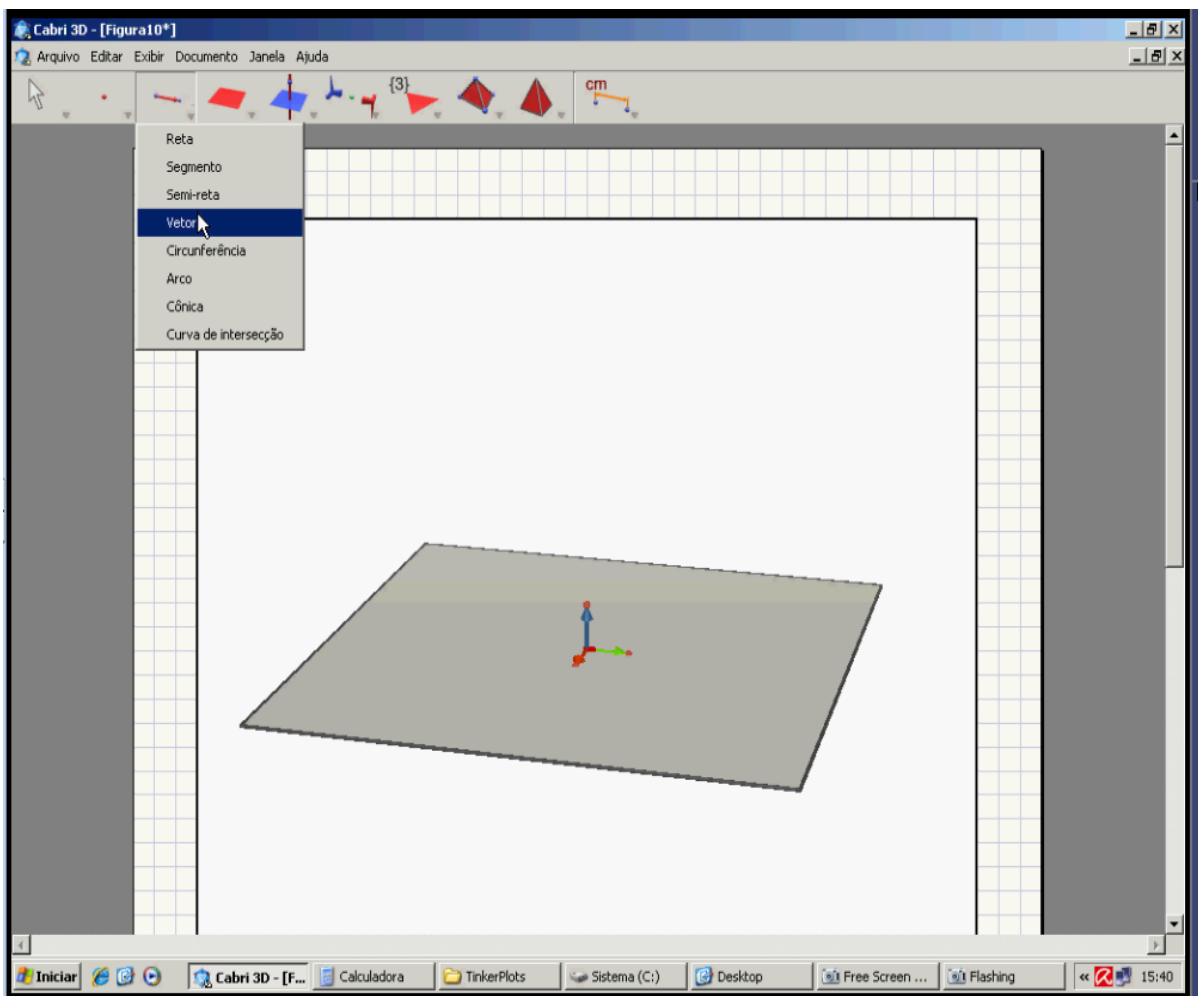 Cabri 3D - [Figura10*]
Arquivo Editar Exibir Documento Janela Ajuda
{3}
cm
Reta
Segmento
Semi-reta
Vetor
Circunferência
Arco
Cônica
Curva de intersecção
Iniciar Cabri 3D - [F... Calculadora TinkerPlots Sistema (C:) Desktop Free Screen ... Flashing « 15:40